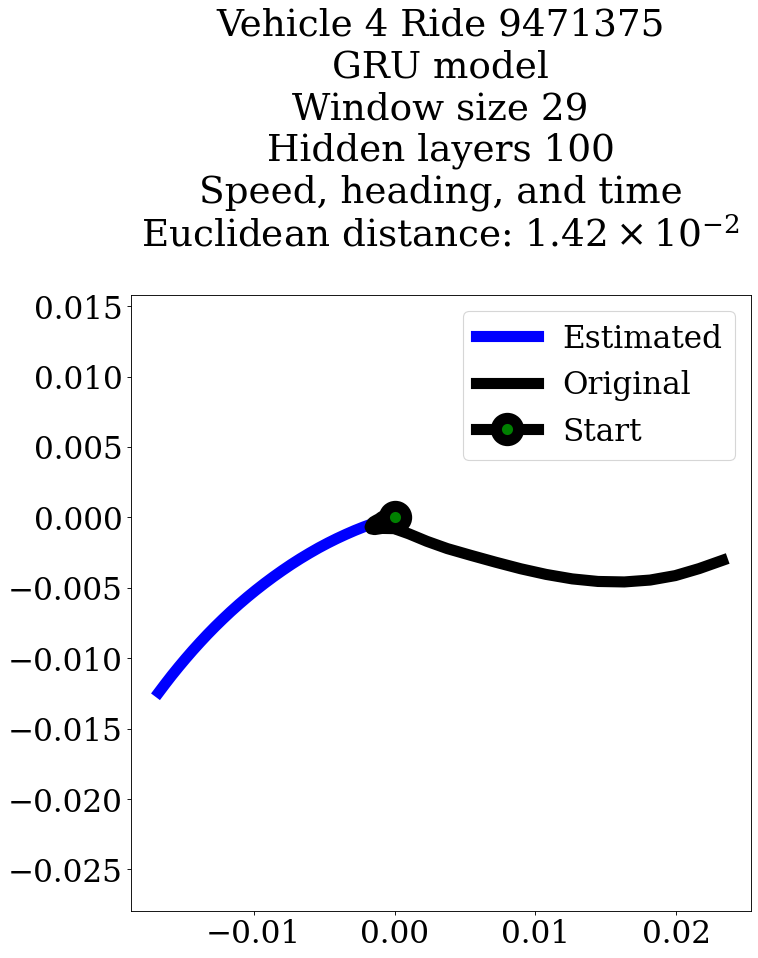 Vehicle 4 Ride 9471375
GRU model
Window size 29
Hidden layers 100
Speed, heading, and time
Euclidean distance: 1.42 × 10⁻²
Estimated
Original
Start
0.015
0.010
0.005
0.000
−0.005
−0.010
−0.015
−0.020
−0.025
−0.01 0.00 0.01 0.02